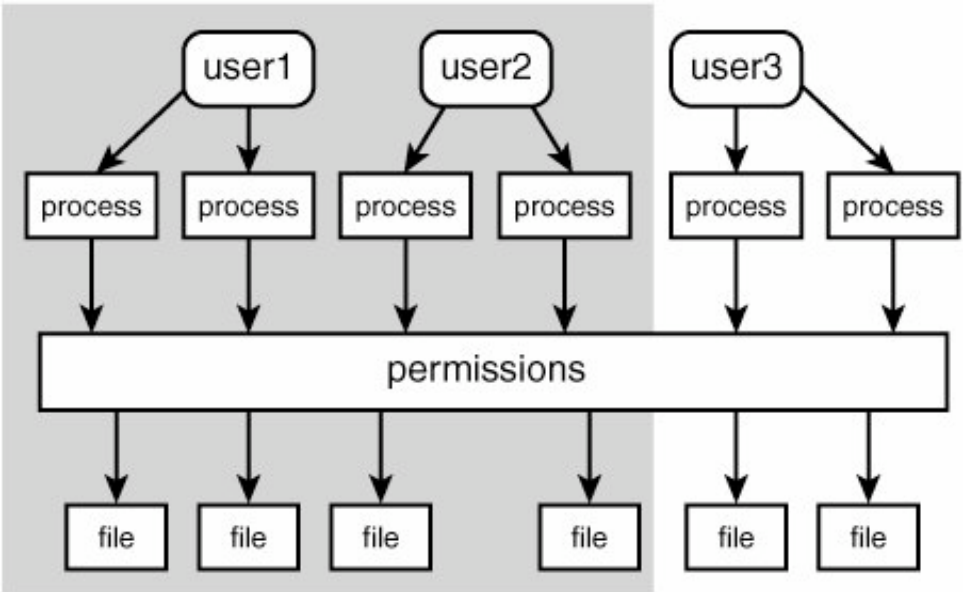 user1 user2 user3
process process process process process process
permissions
file file file file file file